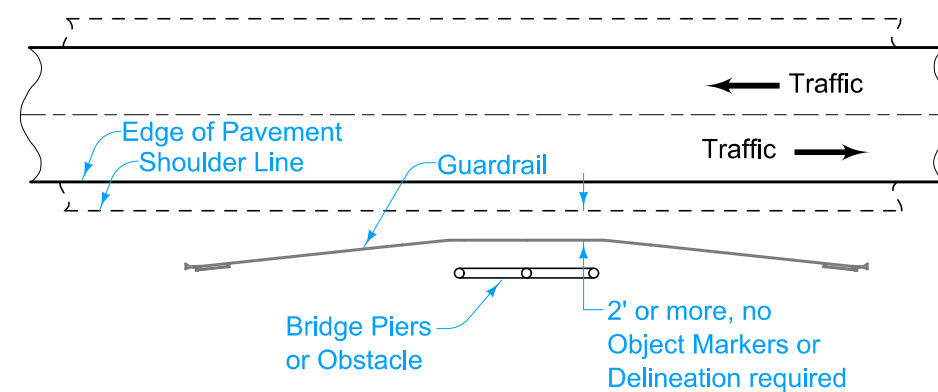 Traffic
Edge of Pavement
Shoulder Line
Guardrail
Traffic
Bridge Piers
or Obstacle
2' or more, no
Object Markers or
Delineation required